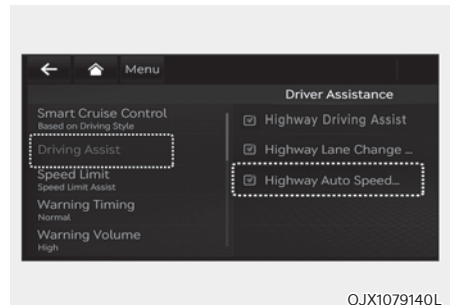 Menu
Driver Assistance
Smart Cruise Control
Based on Driving Style
Driving Assist
Speed Limit
Speed Limit Assist
Warning Timing
Normal
Warning Volume
High
Highway Driving Assist
Highway Lane Change ...
Highway Auto Speed...
OJX1079140L